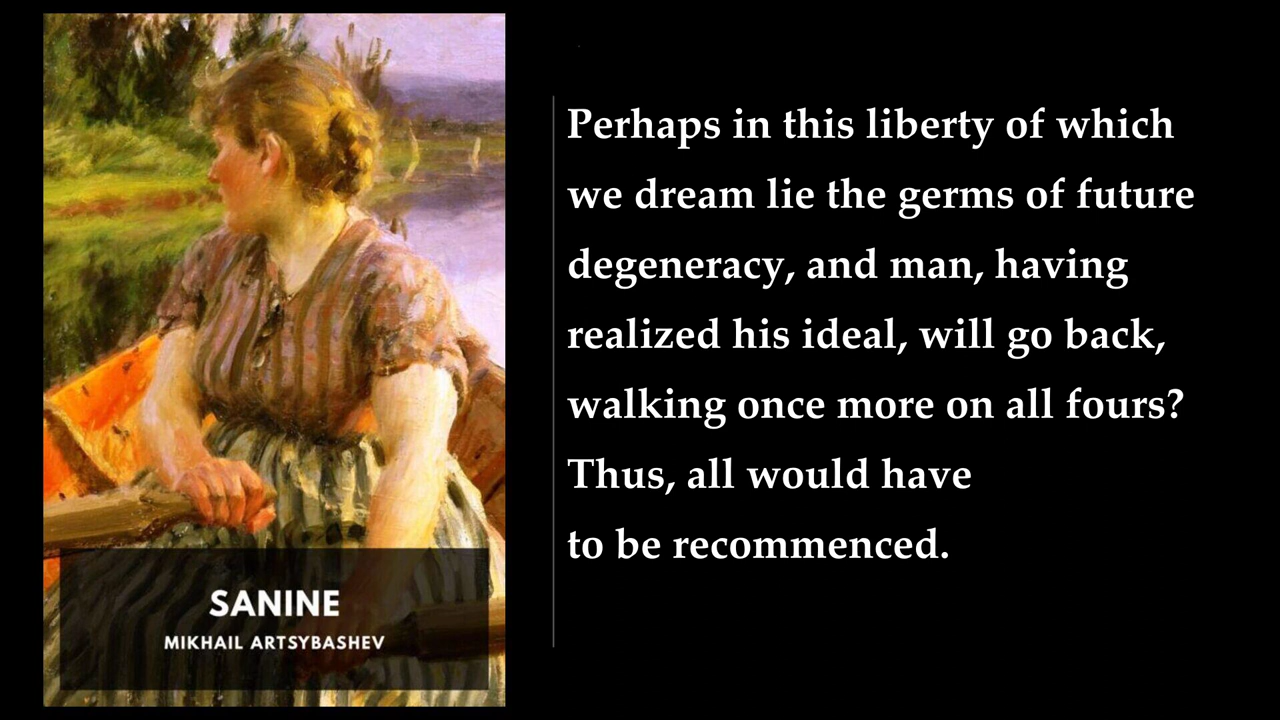 SANINE
MIKHAIL ARTSYBASHEV
Perhaps in this liberty of which
we dream lie the germs of future
degeneracy, and man, having
realized his ideal, will go back,
walking once more on all fours?
Thus, all would have
to be recommenced.